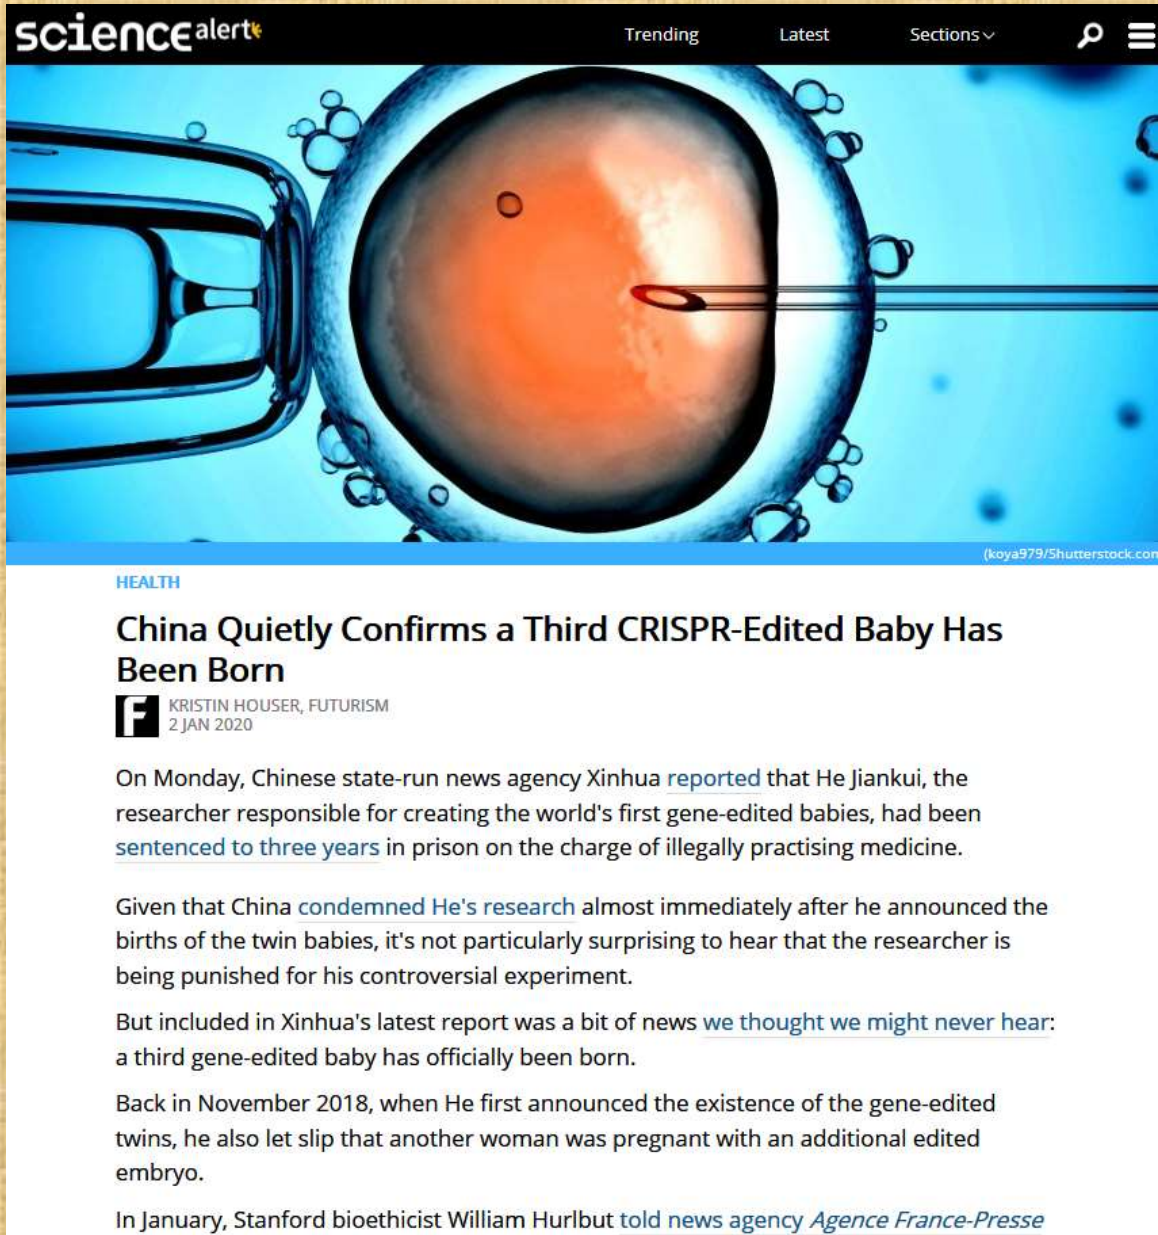 science alert
Trending Latest Sections
(koya979/Shutterstock.com
HEALTH
China Quietly Confirms a Third CRISPR-Edited Baby Has
Been Born
F
KRISTIN HOUSER, FUTURISM
2 JAN 2020
On Monday, Chinese state-run news agency Xinhua reported that He Jiankui, the
researcher responsible for creating the world's first gene-edited babies, had been
sentenced to three years in prison on the charge of illegally practising medicine.
Given that China condemned He's research almost immediately after he announced the
births of the twin babies, it's not particularly surprising to hear that the researcher is
being punished for his controversial experiment.
But included in Xinhua's latest report was a bit of news we thought we might never hear:
a third gene-edited baby has officially been born.
Back in November 2018, when He first announced the existence of the gene-edited
twins, he also let slip that another woman was pregnant with an additional edited
embryo.
In January, Stanford bioethicist William Hurlbut told news agency Agence France-Presse